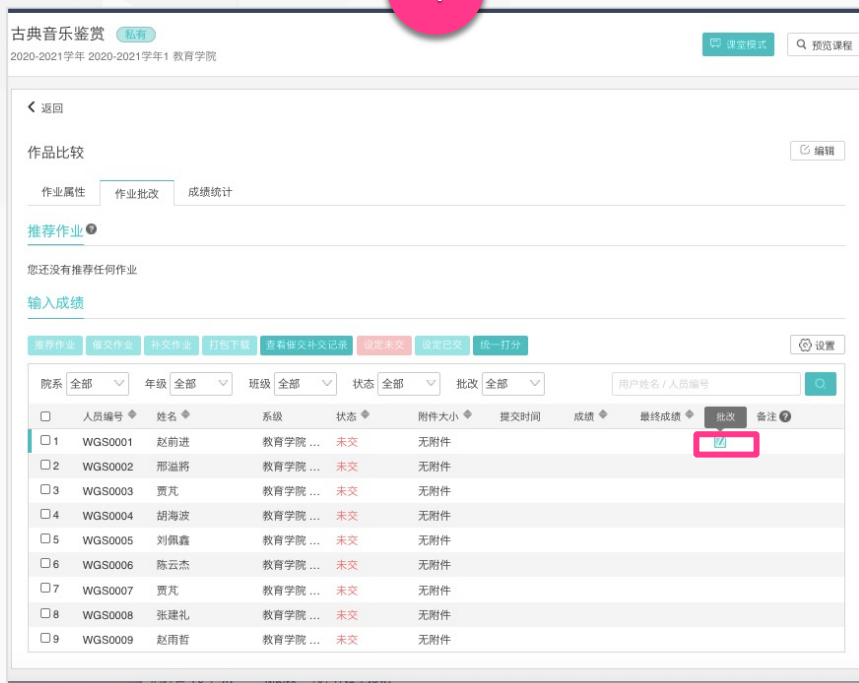 古典音乐鉴赏 私有
2020-2021学年 2020-2021学年1 教育学院
课堂模式 预览课程
返回
作品比较
编辑
作业属性 作业批改 成绩统计
推荐作业
您还没有推荐任何作业
输入成绩
推荐作业 催交作业 补交作业 打包下载 查看催交补交记录 设定未交 设定已交 统一打分 设置
院系 全部 年级 全部 班级 全部 状态 全部 批改 全部 用户姓名 / 人员编号
人员编号 姓名 系级 状态 附件大小 提交时间 成绩 最终成绩 批改 备注
1 WGS0001 赵前进 教育学院 ... 未交 无附件
2 WGS0002 邢溢將 教育学院 ... 未交 无附件
3 WGS0003 贾芃 教育学院 ... 未交 无附件
4 WGS0004 胡海波 教育学院 ... 未交 无附件
5 WGS0005 刘佩鑫 教育学院 ... 未交 无附件
6 WGS0006 陈云杰 教育学院 ... 未交 无附件
7 WGS0007 贾芃 教育学院 ... 未交 无附件
8 WGS0008 张建礼 教育学院 ... 未交 无附件
9 WGS0009 赵雨哲 教育学院 ... 未交 无附件